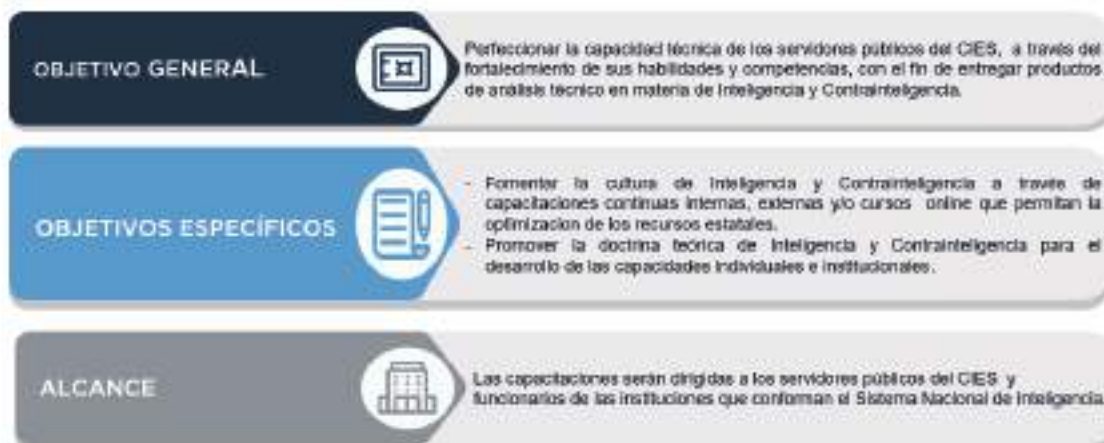 OBJETIVO GENERAL
Perfeccionar la capacidad técnica de los servidores públicos del CIES, a través del
fortalecimiento de sus habilidades y competencias, con el fin de entregar productos
de análisis técnico en materia de Inteligencia y Contrainteligencia.
OBJETIVOS ESPECÍFICOS
- Fomentar la cultura de Inteligencia y Contrainteligencia a través de
capacitaciones continuas internas, externas y/o cursos online que permitan la
optimizacion de los recursos estatales.
- Promover la doctrina teórica de Inteligencia y Contrainteligencia para el
desarrollo de las capacidades individuales e institucionales.
ALCANCE
Las capacitaciones serán dirigidas a los servidores públicos del CIES y
funcionarios de las instituciones que conforman el Sistema Nacional de Inteligencia.